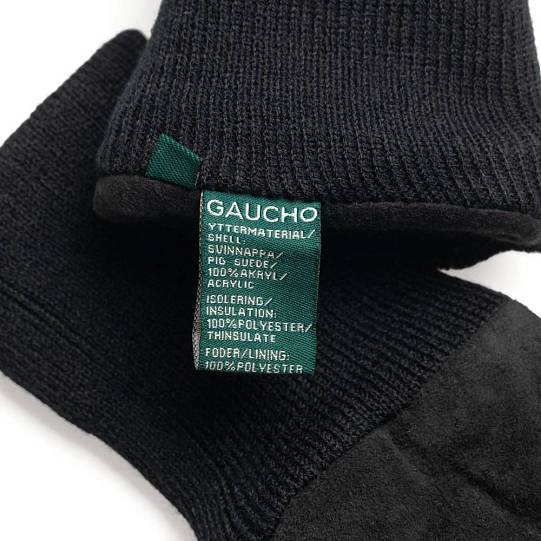 GAUCHO
YTTERMATERIAL/
SHELL:
SVINNAPPA/
PIG SUEDE/
100%AKRYL/
ACRYLIC
ISOLERING/
INSULATION:
100%POLYESTER/
THINSULATE
FODER/LINING:
100%POLYESTER